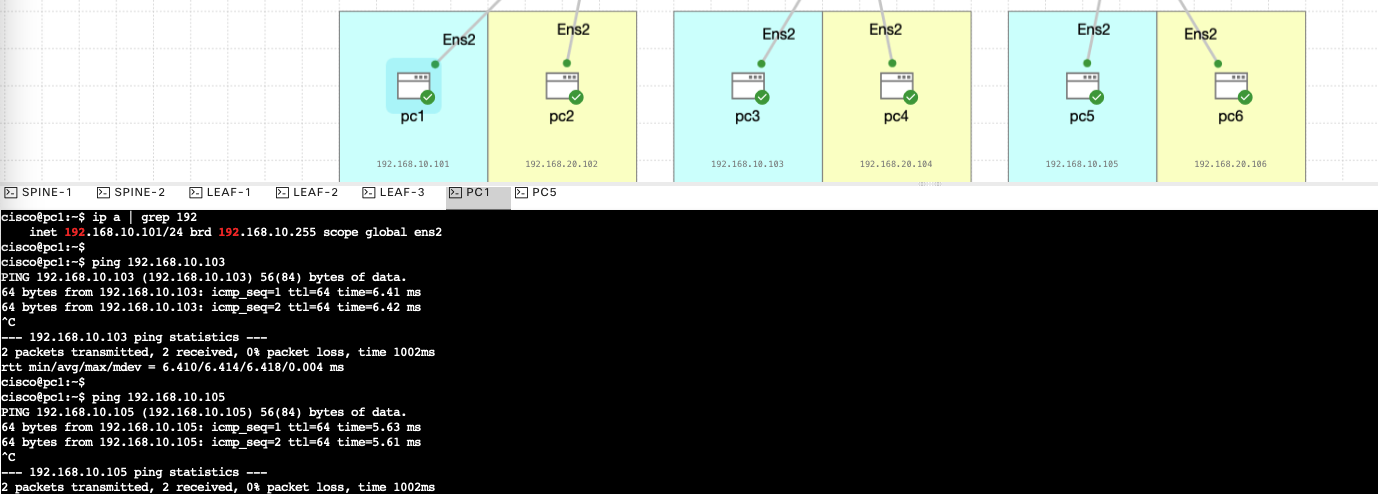 Ens2 Ens2 Ens2 Ens2 Ens2 Ens2
pc1 pc2 pc3 pc4 pc5 pc6
192.168.10.101 192.168.20.102 192.168.10.103 192.168.20.104 192.168.10.105 192.168.20.106
SPINE-1 SPINE-2 LEAF-1 LEAF-2 LEAF-3 PC1 PC5
cisco@pc1:~$ ip a | grep 192
inet 192.168.10.101/24 brd 192.168.10.255 scope global ens2
cisco@pc1:~$
cisco@pc1:~$ ping 192.168.10.103
PING 192.168.10.103 (192.168.10.103) 56(84) bytes of data.
64 bytes from 192.168.10.103: icmp_seq=1 ttl=64 time=6.41 ms
64 bytes from 192.168.10.103: icmp_seq=2 ttl=64 time=6.42 ms
^C
--- 192.168.10.103 ping statistics ---
2 packets transmitted, 2 received, 0% packet loss, time 1002ms
rtt min/avg/max/mdev = 6.410/6.414/6.418/0.004 ms
cisco@pc1:~$
cisco@pc1:~$ ping 192.168.10.105
PING 192.168.10.105 (192.168.10.105) 56(84) bytes of data.
64 bytes from 192.168.10.105: icmp_seq=1 ttl=64 time=5.63 ms
64 bytes from 192.168.10.105: icmp_seq=2 ttl=64 time=5.61 ms
^C
--- 192.168.10.105 ping statistics ---
2 packets transmitted, 2 received, 0% packet loss, time 1002ms